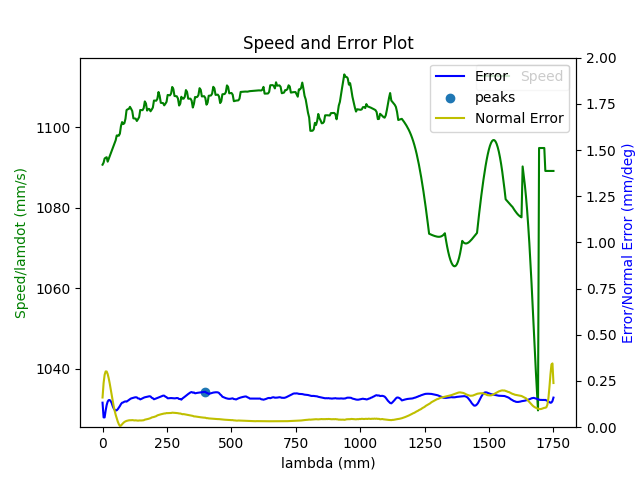 Speed and Error Plot
Speed/lamdot (mm/s)
1100
1080
1060
1040
Error
Speed
peaks
Normal Error
2.00
1.75
1.50
1.25
1.00
0.75
0.50
0.25
0.00
Error/Normal Error (mm/deg)
0 250 500 750 1000 1250 1500 1750
lambda (mm)